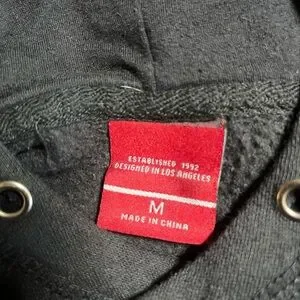 ESTABLISHED 1992
DESIGNED IN LOS ANGELES
M
MADE IN CHINA